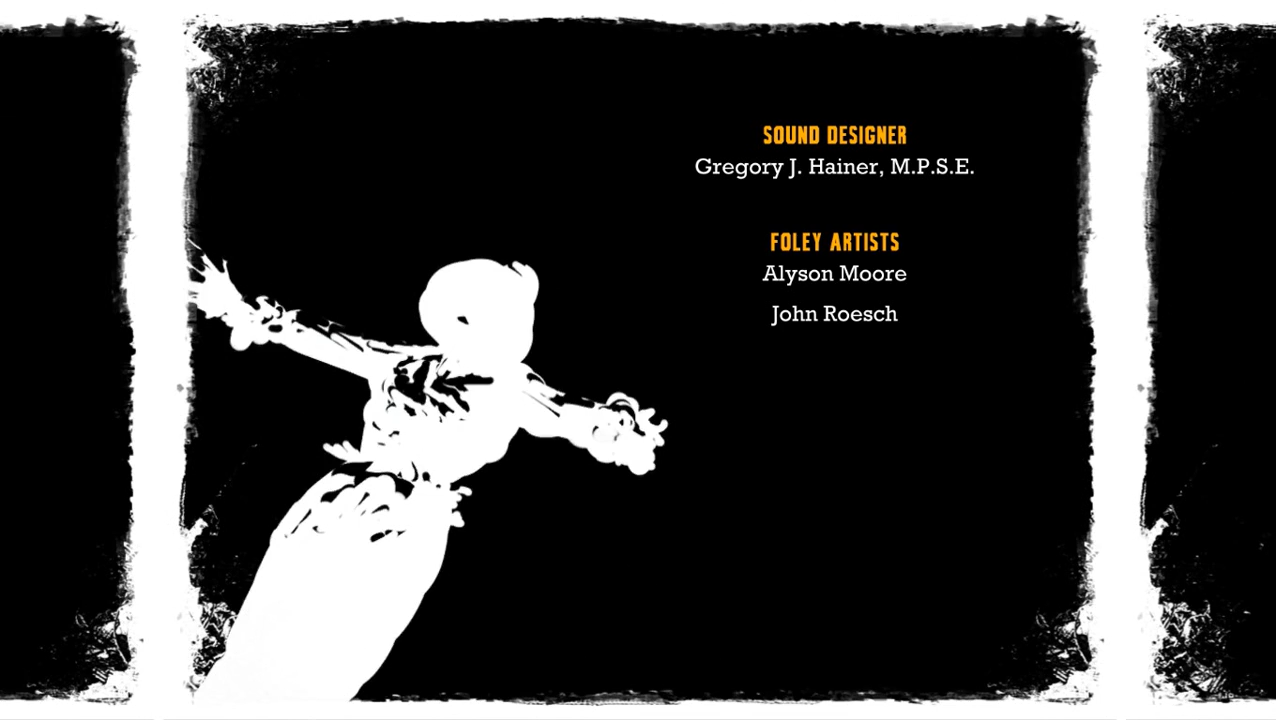 SOUND DESIGNER
Gregory J. Hainer, M.P.S.E.
FOLEY ARTISTS
Alyson Moore
John Roesch